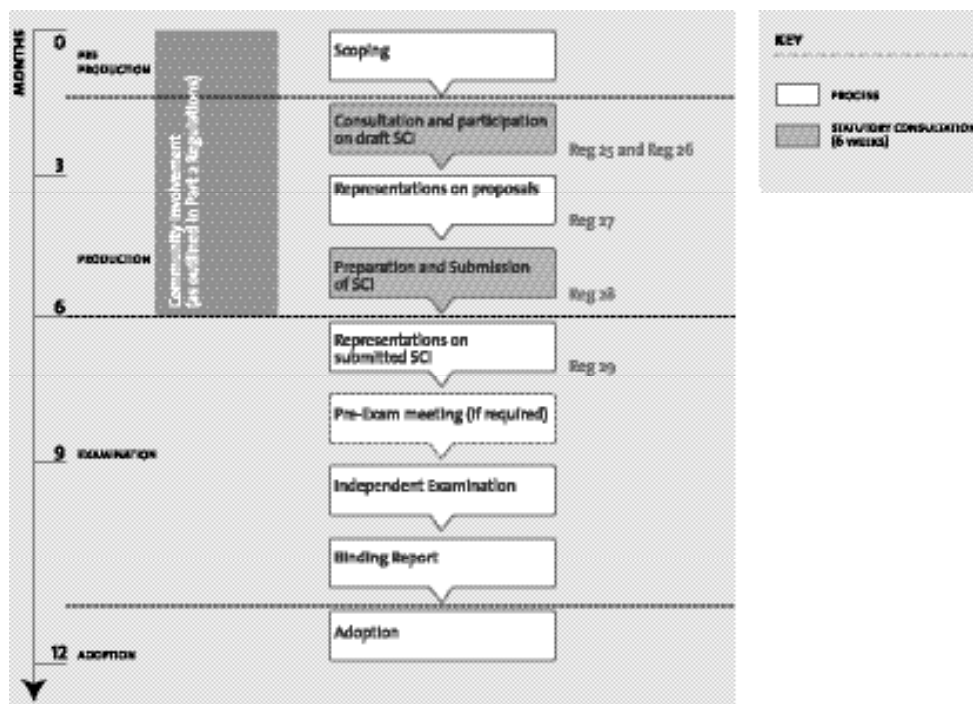 MONTHS
0
PRE
PRODUCTION
Community Involvement
(as outlined in Part 2 Regulations)
Scoping
Consultation and participation
on draft SCI
Reg 25 and Reg 26
3
Representations on proposals
Reg 27
PRODUCTION
Preparation and Submission
of SCI
Reg 28
6
Representations on
submitted SCI
Reg 29
Pre-Exam meeting (if required)
9
EXAMINATION
Independent Examination
Binding Report
Adoption
12
ADOPTION
KEY
PROCESS
STATUTORY CONSULTATION
(6 WEEKS)